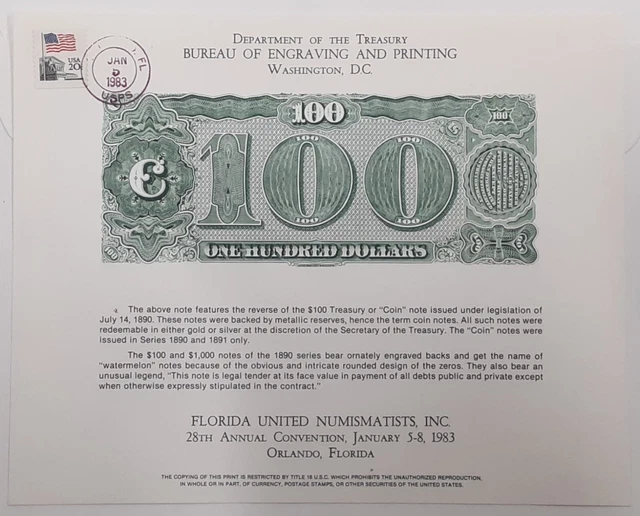 USA
20c
JAN
5
1983
FL
USPS
DEPARTMENT OF THE TREASURY
BUREAU OF ENGRAVING AND PRINTING
WASHINGTON, D.C.
100
100
100
100
100
100
100
ONE HUNDRED DOLLARS
The above note features the reverse of the $100 Treasury or "Coin" note issued under legislation of
July 14, 1890. These notes were backed by metallic reserves, hence the term coin notes. All such notes were
redeemable in either gold or silver at the discretion of the Secretary of the Treasury. The "Coin" notes were
issued in Series 1890 and 1891 only.
The $100 and $1,000 notes of the 1890 series bear ornately engraved backs and get the name of
"watermelon" notes because of the obvious and intricate rounded design of the zeros. They also bear an
unusual legend, "This note is legal tender at its face value in payment of all debts public and private except
when otherwise expressly stipulated in the contract."
FLORIDA UNITED NUMISMATISTS, INC.
28TH ANNUAL CONVENTION, JANUARY 5-8, 1983
ORLANDO, FLORIDA
THE COPYING OF THIS PRINT IS RESTRICTED BY TITLE 18 U.S.C. WHICH PROHIBITS THE UNAUTHORIZED REPRODUCTION,
IN WHOLE OR IN PART, OF CURRENCY, POSTAGE STAMPS, OR OTHER SECURITIES OF THE UNITED STATES.